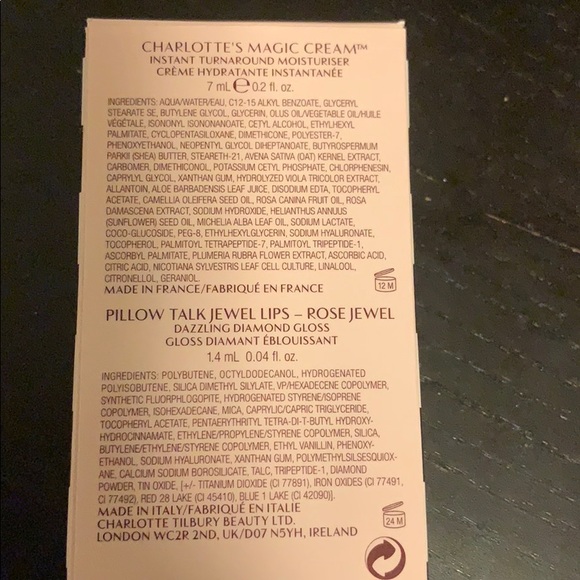 CHARLOTTE'S MAGIC CREAM™
INSTANT TURNAROUND MOISTURISER
CRÈME HYDRATANTE INSTANTANÉE
7 mL ℮ 0.2 fl. oz.
INGREDIENTS: AQUA/WATER/EAU, C12-15 ALKYL BENZOATE, GLYCERYL
STEARATE SE, BUTYLENE GLYCOL, GLYCERIN, OLUS OIL/VEGETABLE OIL/HUILE
VÉGÉTALE, ISONONYL ISONONANOATE, CETYL ALCOHOL, ETHYLHEXYL
PALMITATE, CYCLOPENTASILOXANE, DIMETHICONE, POLYESTER-7,
PHENOXYETHANOL, NEOPENTYL GLYCOL DIHEPTANOATE, BUTYROSPERMUM
PARKII (SHEA) BUTTER, STEARETH-21, AVENA SATIVA (OAT) KERNEL EXTRACT,
CARBOMER, DIMETHICONOL, POTASSIUM CETYL PHOSPHATE, CHLORPHENESIN,
CAPRYLYL GLYCOL, XANTHAN GUM, HYDROLYZED VIOLA TRICOLOR EXTRACT,
ALLANTOIN, ALOE BARBADENSIS LEAF JUICE, DISODIUM EDTA, TOCOPHERYL
ACETATE, CAMELLIA OLEIFERA SEED OIL, ROSA CANINA FRUIT OIL, ROSA
DAMASCENA EXTRACT, SODIUM HYDROXIDE, HELIANTHUS ANNUUS
(SUNFLOWER) SEED OIL, MICHELIA ALBA LEAF OIL, SODIUM LACTATE,
COCO-GLUCOSIDE, PEG-8, ETHYLHEXYLGLYCERIN, SODIUM HYALURONATE,
TOCOPHEROL, PALMITOYL TETRAPEPTIDE-7, PALMITOYL TRIPEPTIDE-1,
ASCORBYL PALMITATE, PLUMERIA RUBRA FLOWER EXTRACT, ASCORBIC ACID,
CITRIC ACID, NICOTIANA SYLVESTRIS LEAF CELL CULTURE, LINALOOL,
CITRONELLOL, GERANIOL.
MADE IN FRANCE/FABRIQUÉ EN FRANCE
12 M
PILLOW TALK JEWEL LIPS – ROSE JEWEL
DAZZLING DIAMOND GLOSS
GLOSS DIAMANT ÉBLOUISSANT
1.4 mL 0.04 fl. oz.
INGREDIENTS: POLYBUTENE, OCTYLDODECANOL, HYDROGENATED
POLYISOBUTENE, SILICA DIMETHYL SILYLATE, VP/HEXADECENE COPOLYMER,
SYNTHETIC FLUORPHLOGOPITE, HYDROGENATED STYRENE/ISOPRENE
COPOLYMER, ISOHEXADECANE, MICA, CAPRYLIC/CAPRIC TRIGLYCERIDE,
TOCOPHERYL ACETATE, PENTAERYTHRITYL TETRA-DI-T-BUTYL HYDROXY-
HYDROCINNAMATE, ETHYLENE/PROPYLENE/STYRENE COPOLYMER, SILICA,
BUTYLENE/ETHYLENE/STYRENE COPOLYMER, ETHYL VANILLIN, PHENOXY-
ETHANOL, SODIUM HYALURONATE, XANTHAN GUM, POLYMETHYLSILSESQUIOX-
ANE, CALCIUM SODIUM BOROSILICATE, TALC, TRIPEPTIDE-1, DIAMOND
POWDER, TIN OXIDE, [+/- TITANIUM DIOXIDE (CI 77891), IRON OXIDES (CI 77491,
CI 77492), RED 28 LAKE (CI 45410), BLUE 1 LAKE (CI 42090)].
MADE IN ITALY/FABRIQUÉ EN ITALIE
CHARLOTTE TILBURY BEAUTY LTD.
LONDON WC2R 2ND, UK/D07 N5YH, IRELAND
24 M